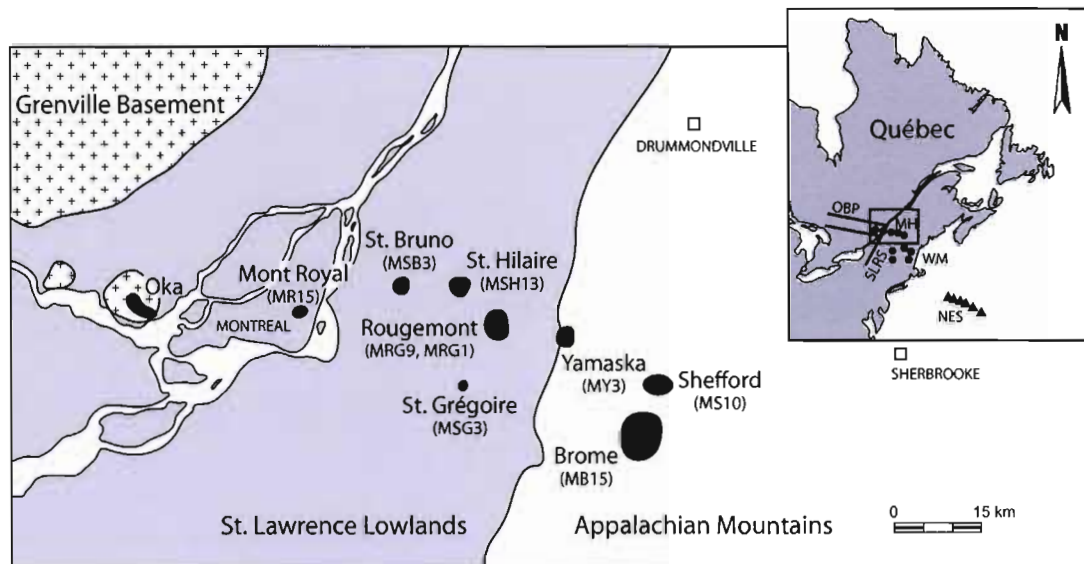 Grenville Basement
DRUMMONDVILLE
N
Québec
OBP
MH
SLRS
WM
NES
St. Bruno
(MSB3)
St. Hilaire
(MSH13)
Mont Royal
(MR15)
Oka
MONTREAL
Rougemont
(MRG9, MRG1)
Yamaska
(MY3)
Shefford
(MS10)
SHERBROOKE
St. Grégoire
(MSG3)
Brome
(MB15)
St. Lawrence Lowlands
Appalachian Mountains
0 15 km